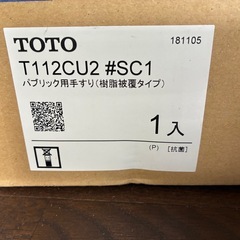 TOTO 181105
T112CU2 #SC1
パブリック用手すり(樹脂被覆タイプ)
1入
(P) [抗菌]